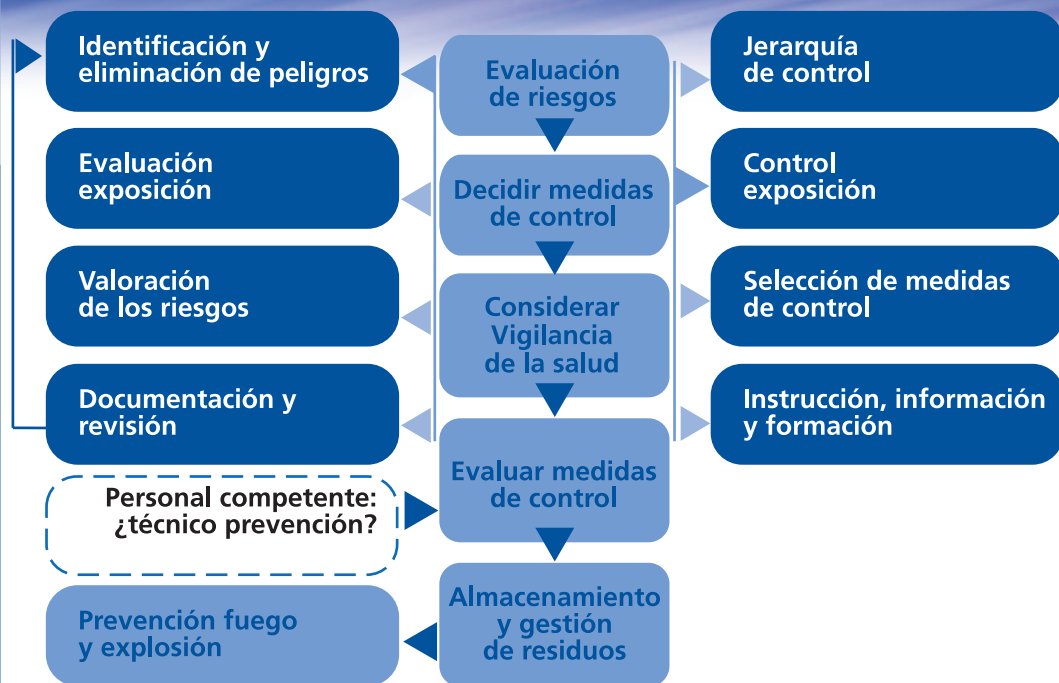 Identificación y
eliminación de peligros
Evaluación
exposición
Valoración
de los riesgos
Documentación y
revisión
Personal competente:
¿técnico prevención?
Prevención fuego
y explosión
Evaluación
de riesgos
Decidir medidas
de control
Considerar
Vigilancia
de la salud
Evaluar medidas
de control
Almacenamiento
y gestión
de residuos
Jerarquía
de control
Control
exposición
Selección de medidas
de control
Instrucción, información
y formación